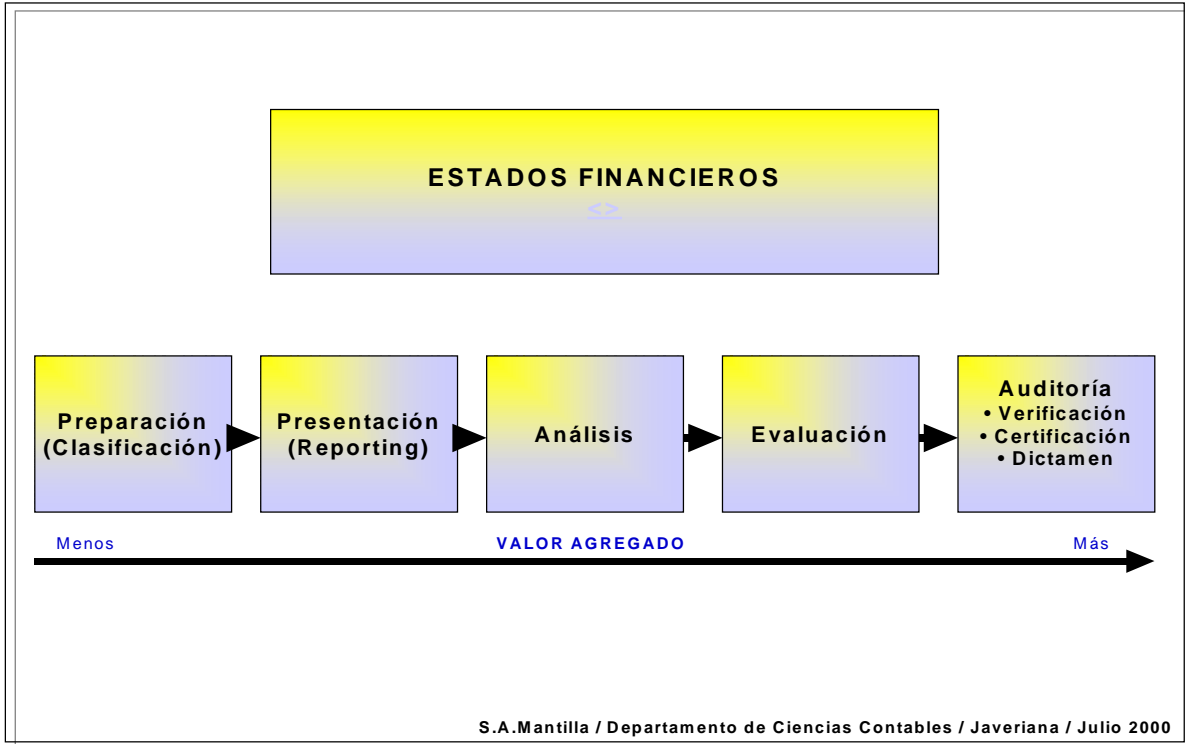 ESTADOS FINANCIEROS
<>
Preparación
(Clasificación)
Presentación
(Reporting)
Análisis
Evaluación
Auditoría
• Verificación
• Certificación
• Dictamen
Menos
VALOR AGREGADO
Más
S.A.Mantilla / Departamento de Ciencias Contables / Javeriana / Julio 2000